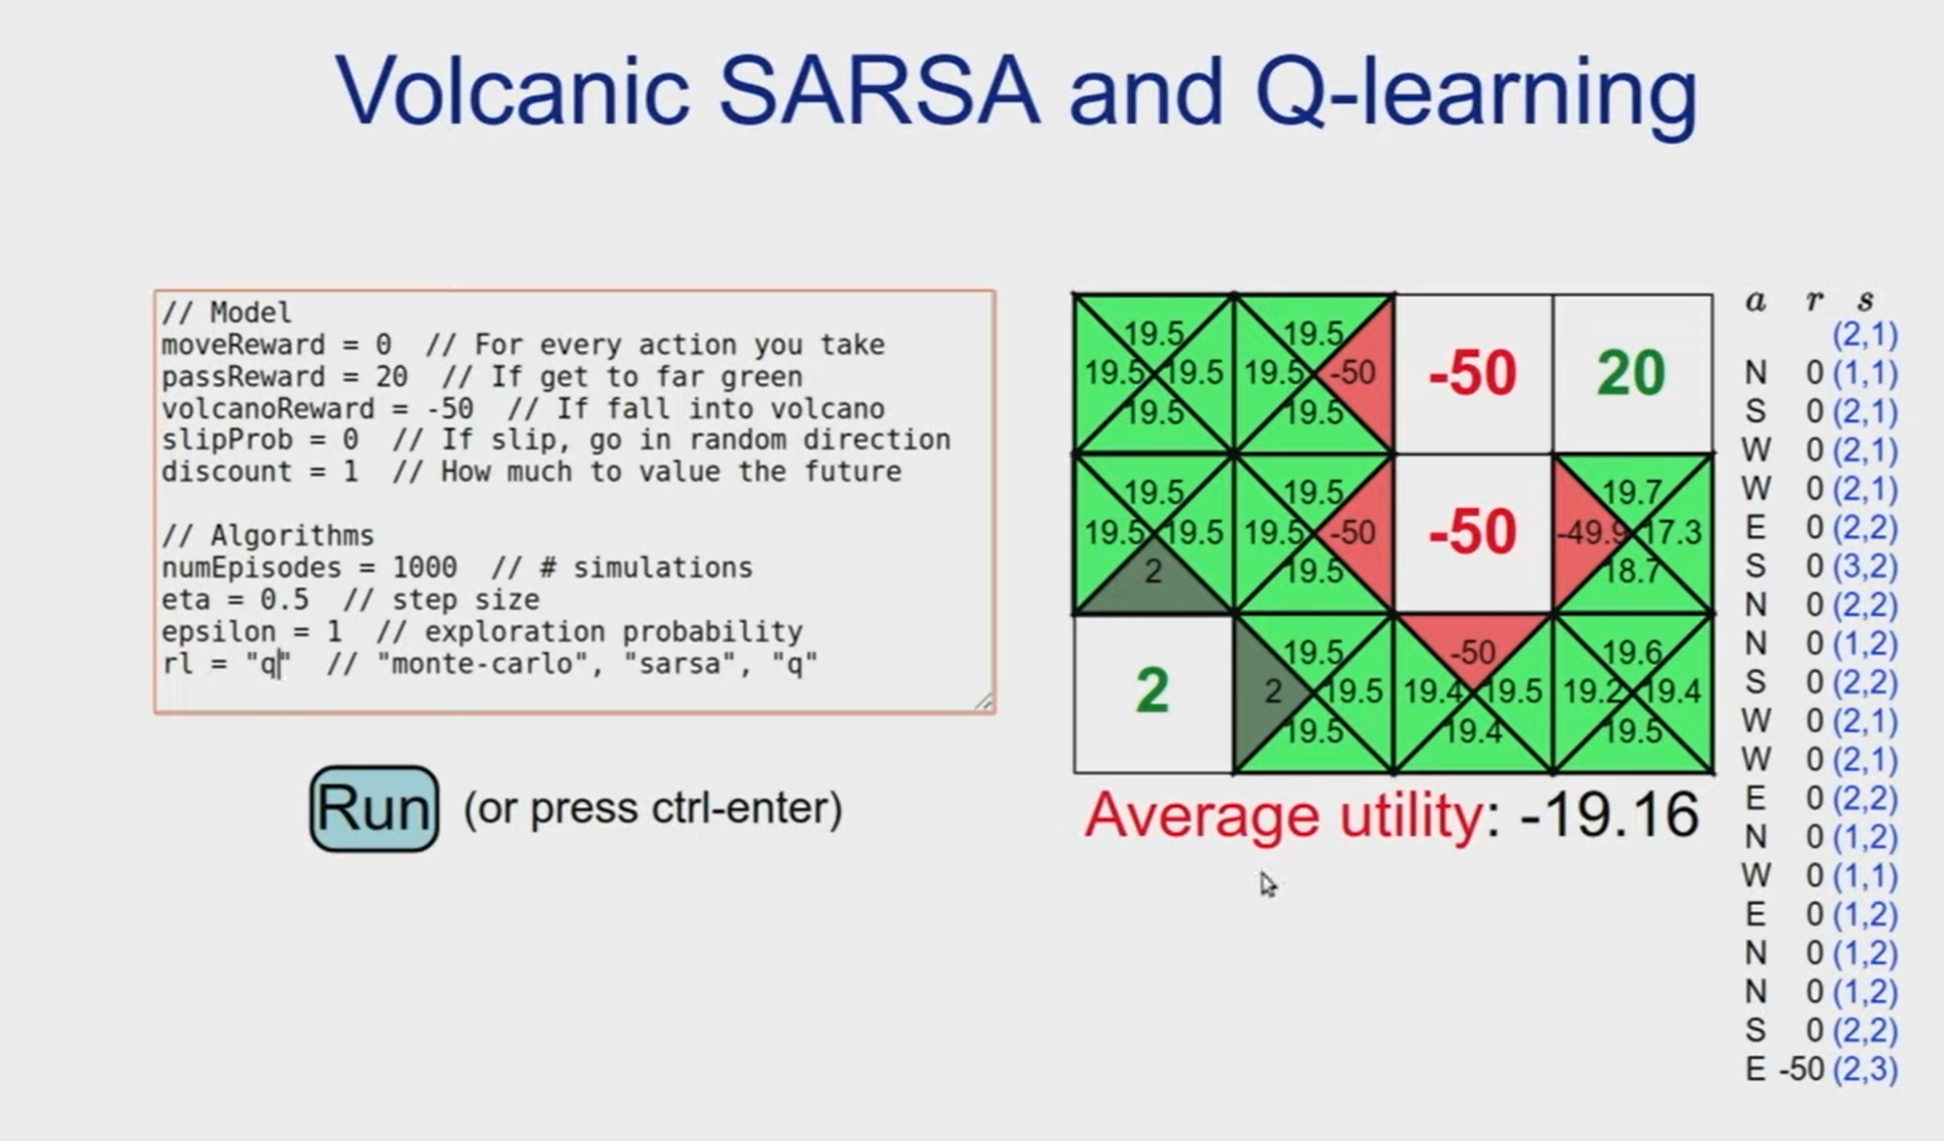 Volcanic SARSA and Q-learning
// Model
moveReward = 0  // For every action you take
passReward = 20  // If get to far green
volcanoReward = -50  // If fall into volcano
slipProb = 0  // If slip, go in random direction
discount = 1  // How much to value the future
// Algorithms
numEpisodes = 1000  // # simulations
eta = 0.5  // step size
epsilon = 1  // exploration probability
rl = "q"  // "monte-carlo", "sarsa", "q"
Run (or press ctrl-enter)
19.5 19.5
19.5 19.5 19.5 -50 -50 20
19.5 19.5
19.5 19.5 19.7
19.5 19.5 19.5 -50 -50 -49.9 17.3
2 19.5 18.7
19.5 -50 19.6
2 2 19.5 19.4 19.5 19.2 19.4
19.5 19.4 19.5
Average utility: -19.16
a r s
(2,1)
N 0 (1,1)
S 0 (2,1)
W 0 (2,1)
W 0 (2,1)
E 0 (2,2)
S 0 (3,2)
N 0 (2,2)
N 0 (1,2)
S 0 (2,2)
W 0 (2,1)
W 0 (2,1)
E 0 (2,2)
N 0 (1,2)
W 0 (1,1)
E 0 (1,2)
N 0 (1,2)
N 0 (1,2)
S 0 (2,2)
E -50 (2,3)